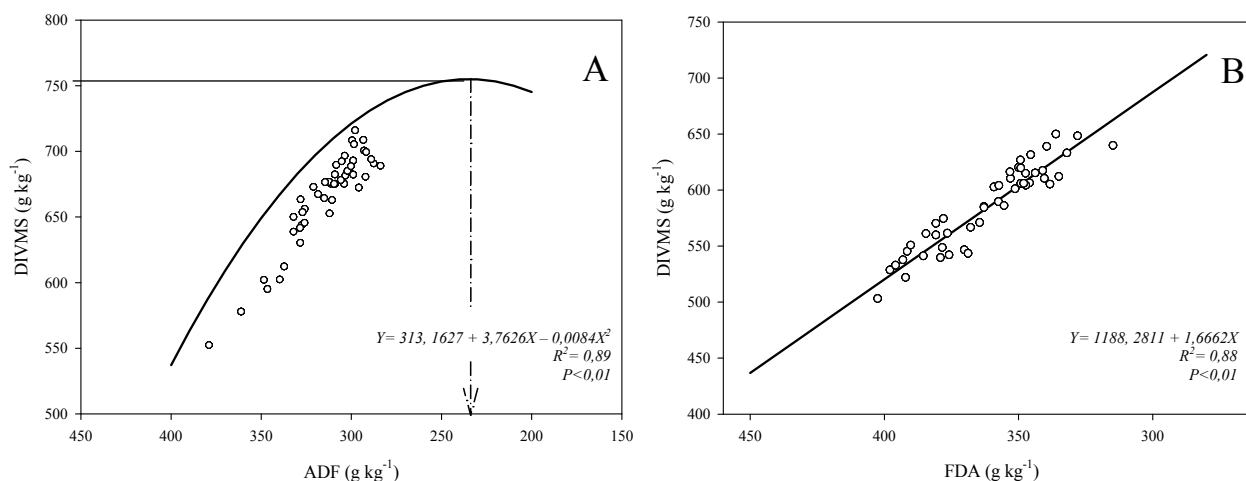 A
DIVMS (g kg⁻¹)
800
750
700
650
600
550
500
Y= 313, 1627 + 3,7626X – 0,0084X²
R²= 0,89
P<0,01
450 400 350 300 250 200 150
ADF (g kg⁻¹)
B
DIVMS (g kg⁻¹)
750
700
650
600
550
500
450
400
Y= 1188, 2811 + 1,6662X
R²= 0,88
P<0,01
450 400 350 300
FDA (g kg⁻¹)